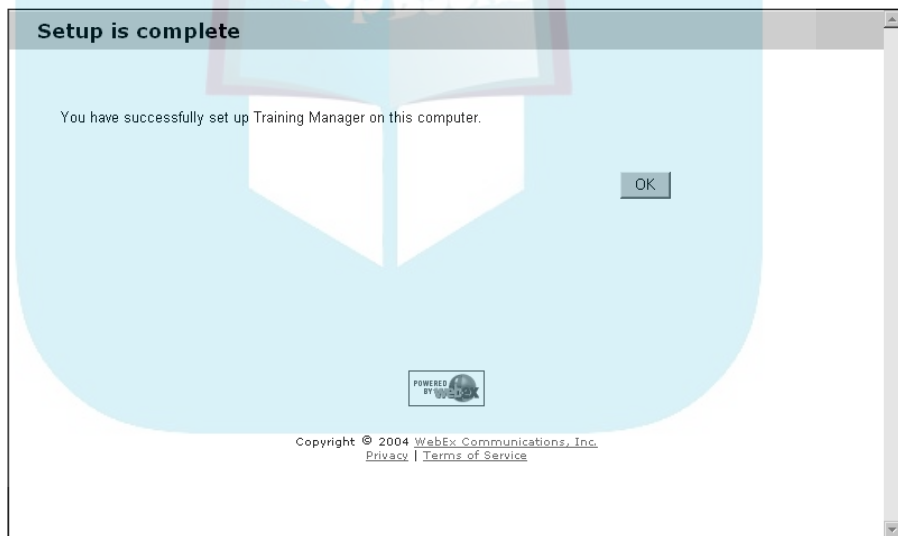 Setup is complete
You have successfully set up Training Manager on this computer.
OK
POWERED
BY WebEx
Copyright © 2004 WebEx Communications, Inc.
Privacy | Terms of Service